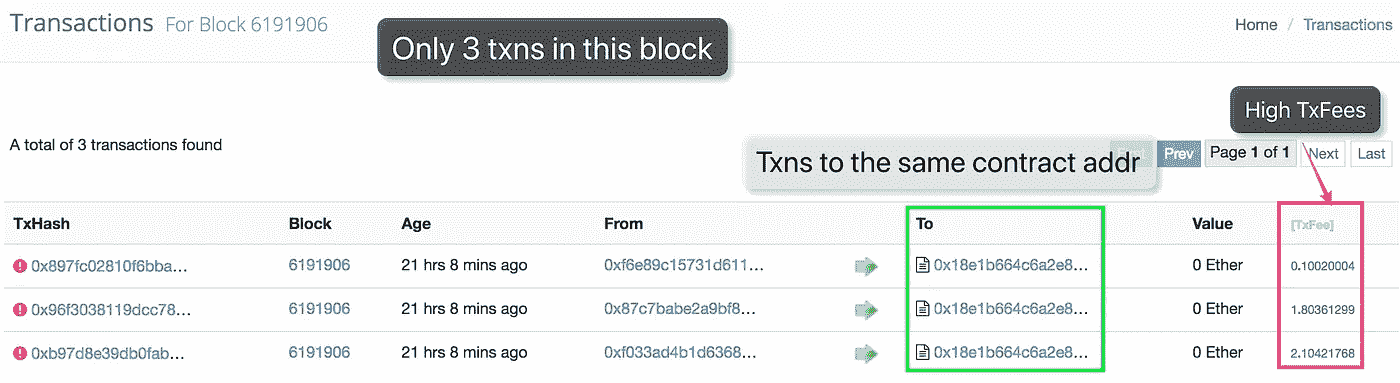 Transactions For Block 6191906
Only 3 txns in this block
Home / Transactions
High TxFees
A total of 3 transactions found
Txns to the same contract addr
Prev Page 1 of 1 Next Last
TxHash Block Age From To Value [TxFee]
0x897fc02810f6bba... 6191906 21 hrs 8 mins ago 0xf6e89c15731d611... 0x18e1b664c6a2e8... 0 Ether 0.10020004
0x96f3038119dcc78... 6191906 21 hrs 8 mins ago 0x87c7babe2a9bf8... 0x18e1b664c6a2e8... 0 Ether 1.80361299
0xb97d8e39db0fab... 6191906 21 hrs 8 mins ago 0xf033ad4b1d6368... 0x18e1b664c6a2e8... 0 Ether 2.10421768